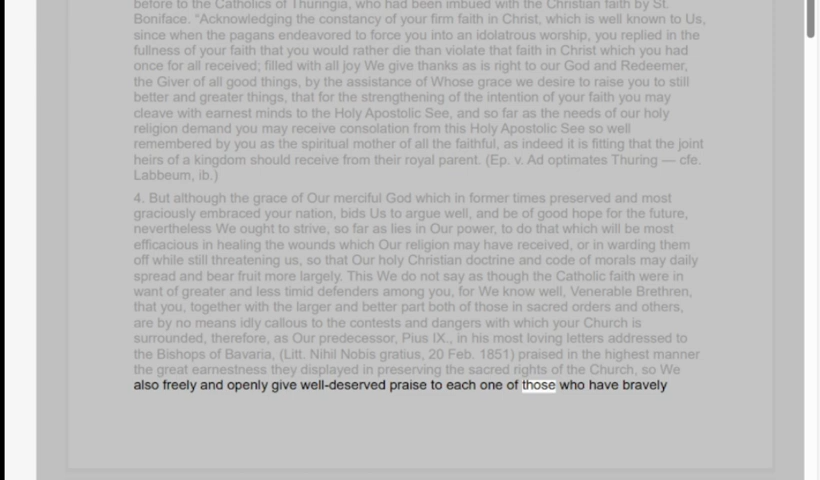 before to the Catholics of Thuringia, who had been imbued with the Christian faith by St.
Boniface. "Acknowledging the constancy of your firm faith in Christ, which is well known to Us,
since when the pagans endeavored to force you into an idolatrous worship, you replied in the
fullness of your faith that you would rather die than violate that faith in Christ which you had
once for all received; filled with all joy We give thanks as is right to our God and Redeemer,
the Giver of all good things, by the assistance of Whose grace we desire to raise you to still
better and greater things, that for the strengthening of the intention of your faith you may
cleave with earnest minds to the Holy Apostolic See, and so far as the needs of our holy
religion demand you may receive consolation from this Holy Apostolic See so well
remembered by you as the spiritual mother of all the faithful, as indeed it is fitting that the joint
heirs of a kingdom should receive from their royal parent. (Ep. v. Ad optimates Thuring — cfe.
Labbeum, ib.)
4. But although the grace of Our merciful God which in former times preserved and most
graciously embraced your nation, bids Us to argue well, and be of good hope for the future,
nevertheless We ought to strive, so far as lies in Our power, to do that which will be most
efficacious in healing the wounds which Our religion may have received, or in warding them
off while still threatening us, so that Our holy Christian doctrine and code of morals may daily
spread and bear fruit more largely. This We do not say as though the Catholic faith were in
want of greater and less timid defenders among you, for We know well, Venerable Brethren,
that you, together with the larger and better part both of those in sacred orders and others,
are by no means idly callous to the contests and dangers with which your Church is
surrounded, therefore, as Our predecessor, Pius IX., in his most loving letters addressed to
the Bishops of Bavaria, (Litt. Nihil Nobis gratius, 20 Feb. 1851) praised in the highest manner
the great earnestness they displayed in preserving the sacred rights of the Church, so We
also freely and openly give well-deserved praise to each one of those who have bravely